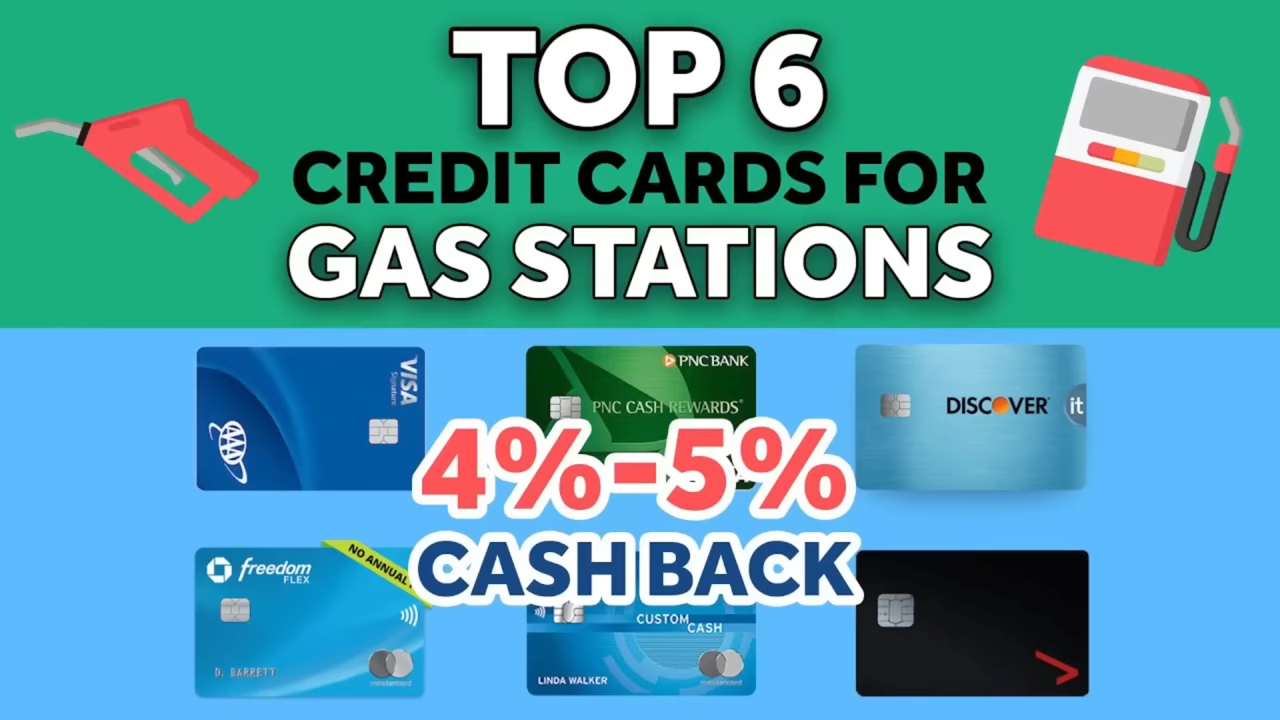 TOP 6
CREDIT CARDS FOR
GAS STATIONS
VISA
Signature
AAA
PNC BANK
PNC CASH REWARDS®
DISCOVER®
it
4%-5%
CASH BACK
freedom
FLEX
NO ANNUAL
D. BARRETT
mastercard
CUSTOM
CASH
LINDA WALKER
mastercard
>